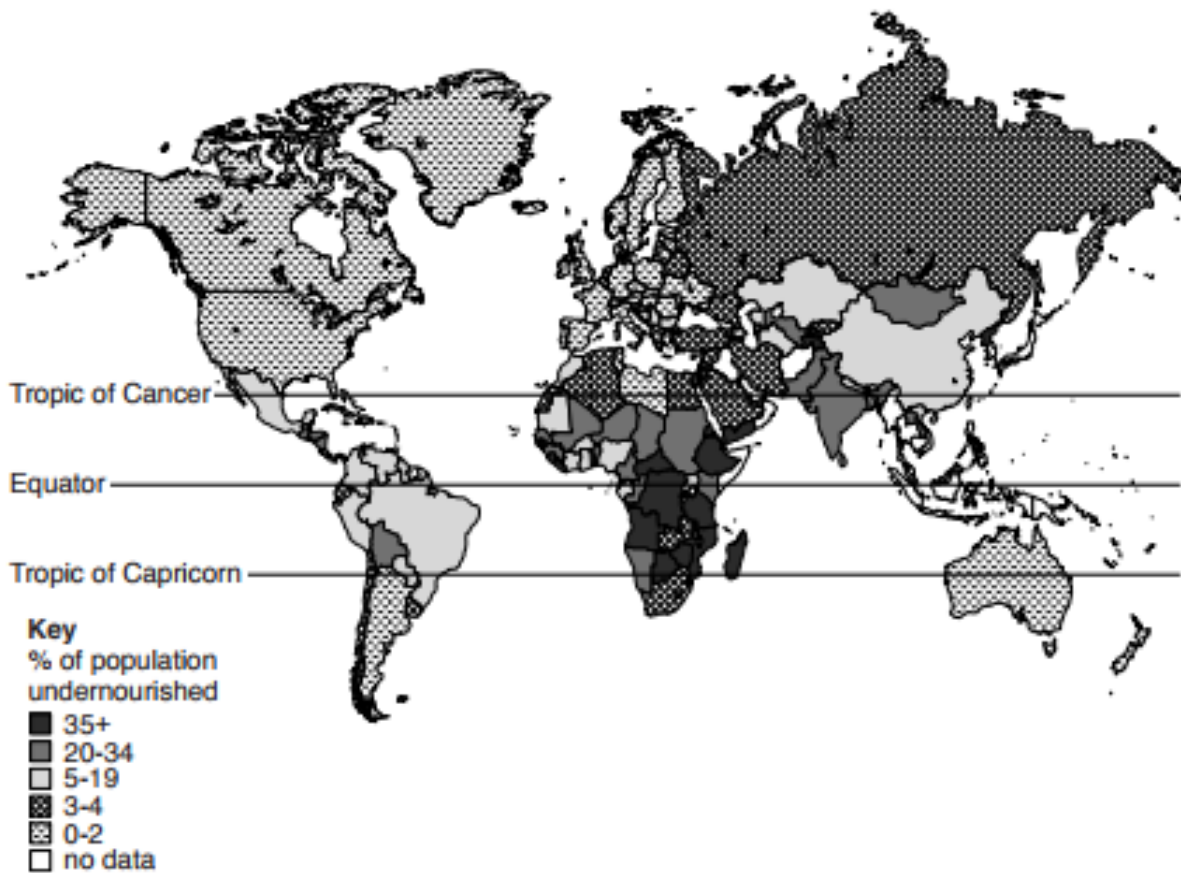 Tropic of Cancer
Equator
Tropic of Capricorn
Key
% of population
undernourished
35+
20-34
5-19
3-4
0-2
no data